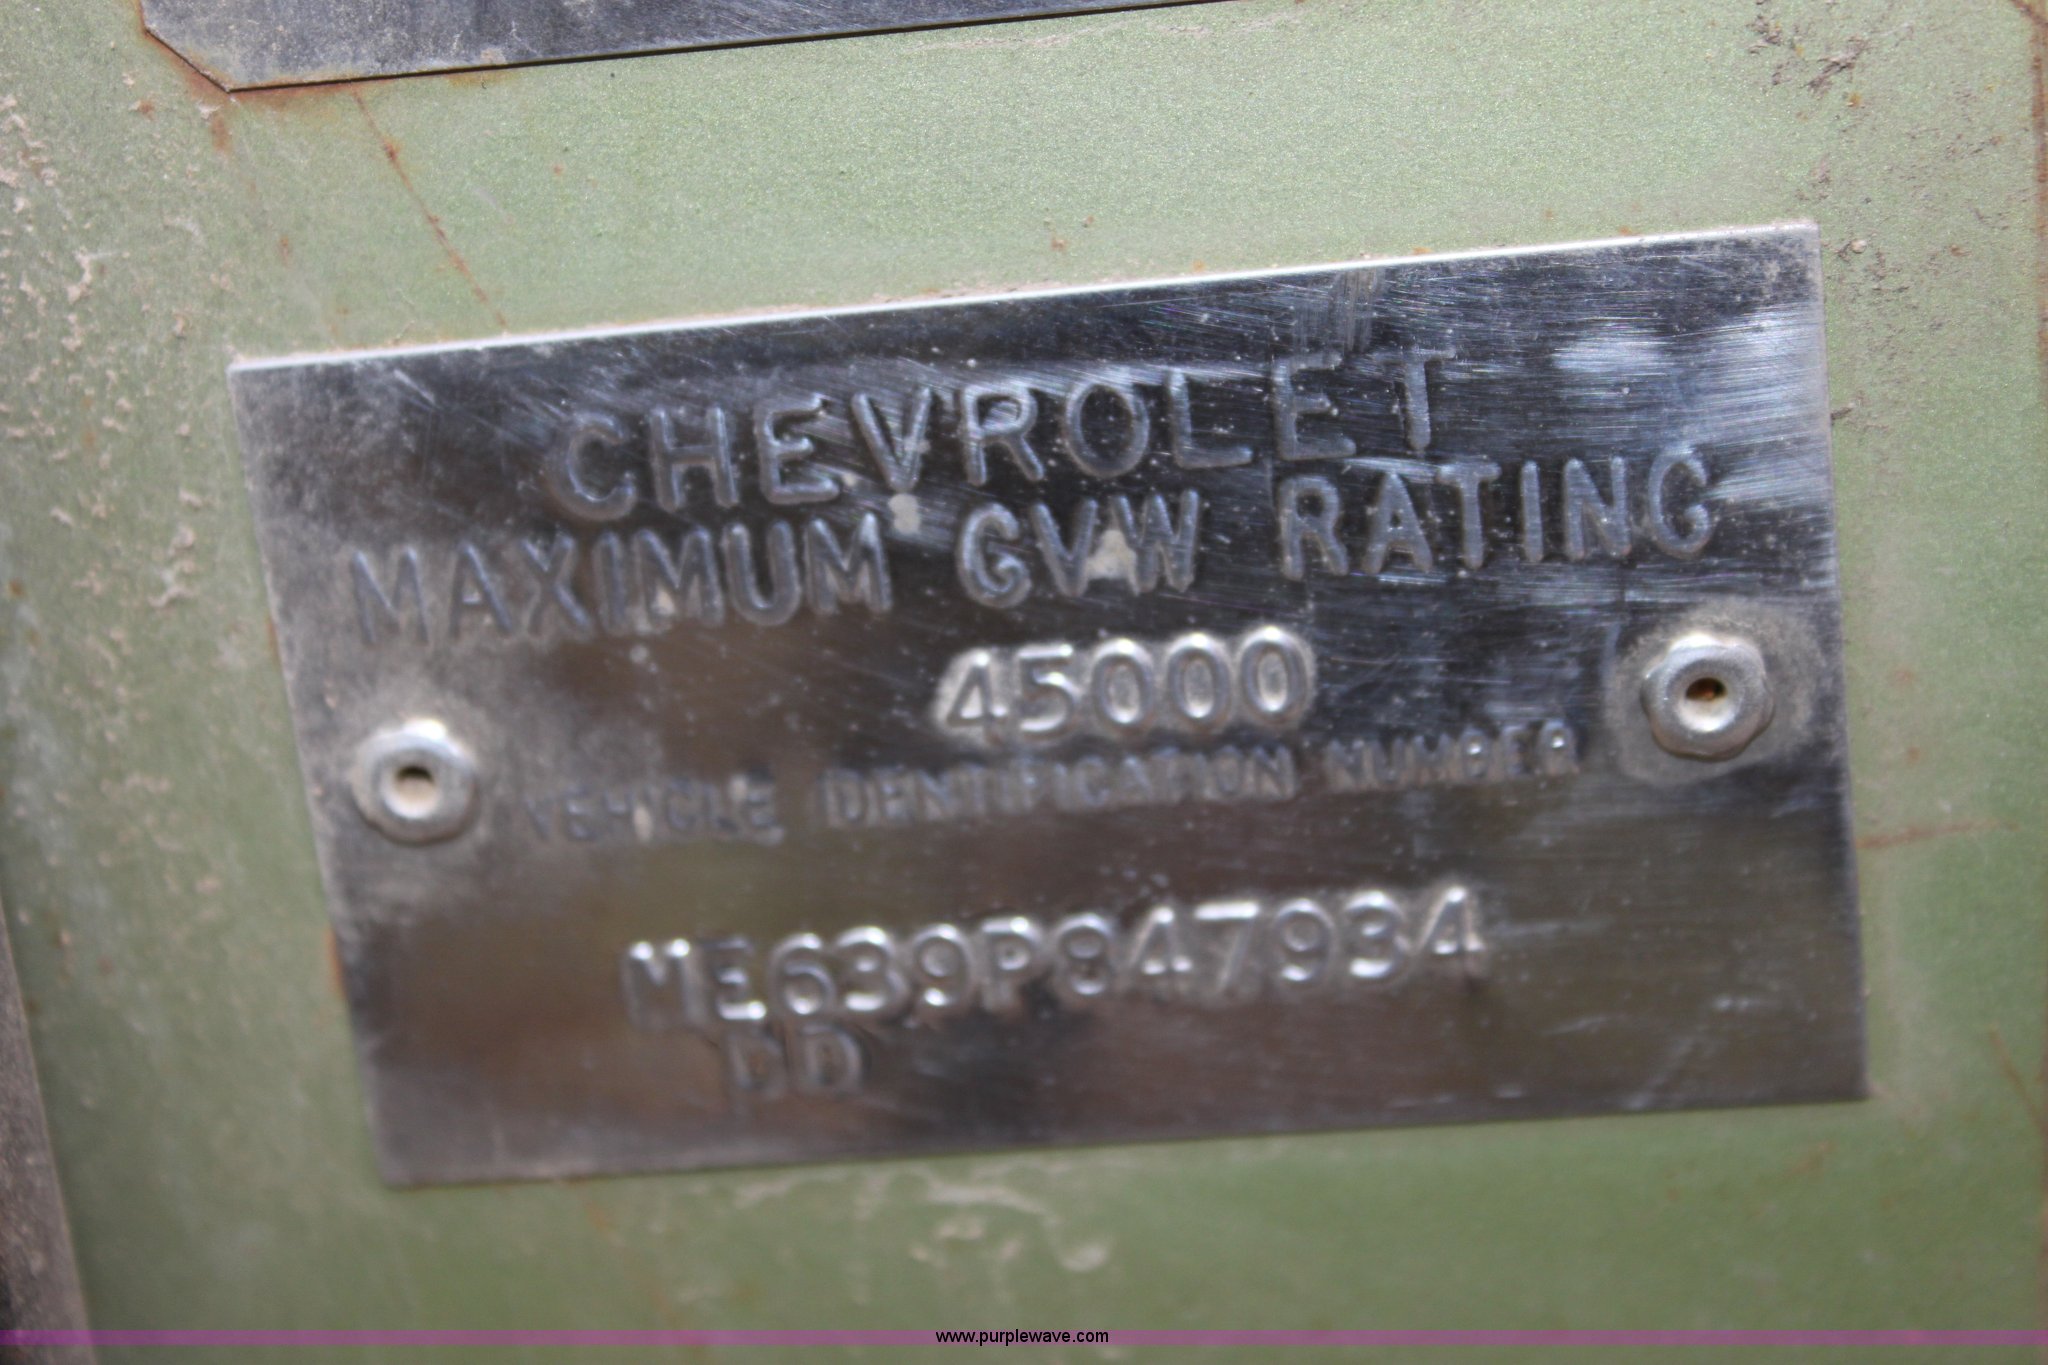 CHEVROLET
MAXIMUM GVW RATING
45000
VEHICLE IDENTIFICATION NUMBER
ME639P847934
DD
www.purplewave.com